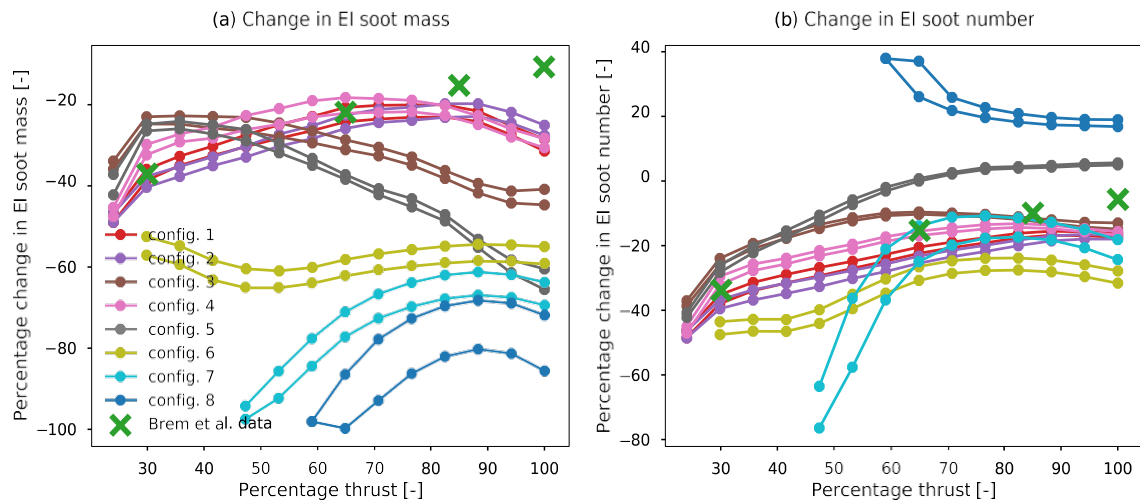 (a) Change in EI soot mass
Percentage change in EI soot mass [-]
−20
−40
−60
−80
−100
config. 1
config. 2
config. 3
config. 4
config. 5
config. 6
config. 7
config. 8
Brem et al. data
30 40 53 60 70 80 90 100
Percentage thrust [-]
(b) Change in EI soot number
Percentage change in EI soot number [-]
40
20
0
−20
−40
−60
−80
30 40 53 60 70 80 90 100
Percentage thrust [-]